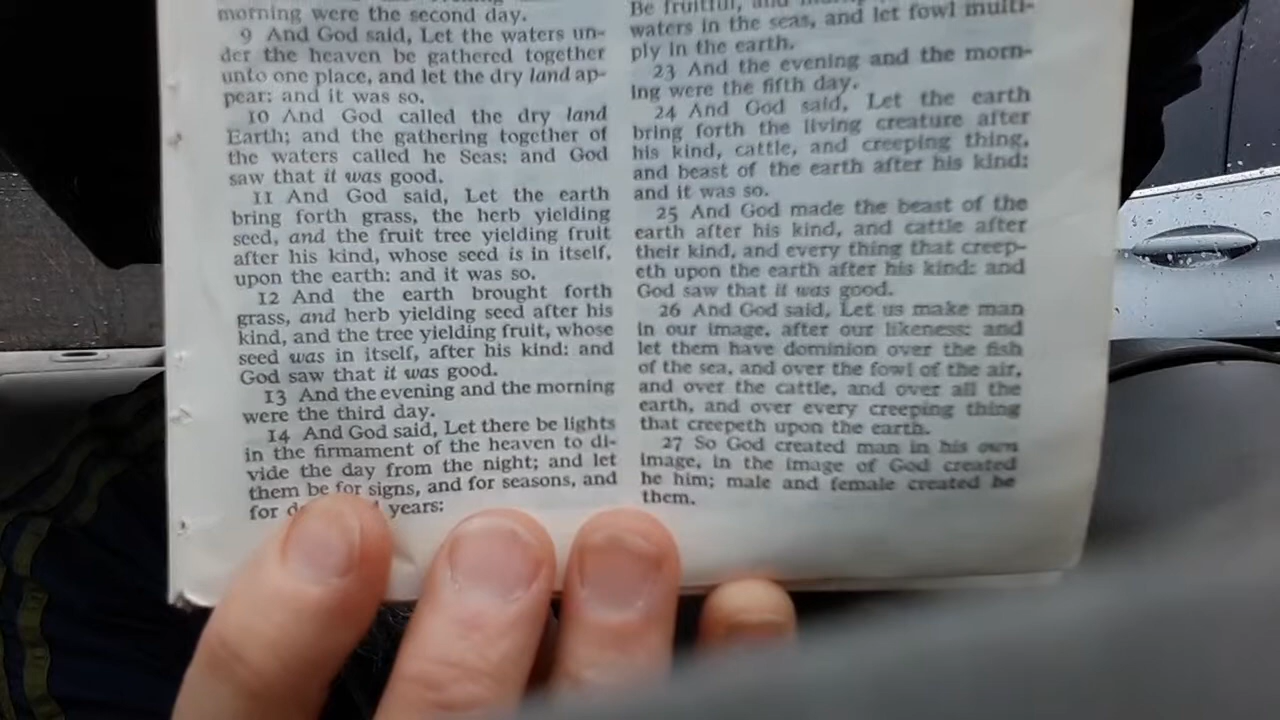 morning were the second day.
9 And God said, Let the waters un-
der the heaven be gathered together
unto one place, and let the dry land ap-
pear: and it was so.
10 And God called the dry land
Earth; and the gathering together of
the waters called he Seas: and God
saw that it was good.
11 And God said, Let the earth
bring forth grass, the herb yielding
seed, and the fruit tree yielding fruit
after his kind, whose seed is in itself,
upon the earth: and it was so.
12 And the earth brought forth
grass, and herb yielding seed after his
kind, and the tree yielding fruit, whose
seed was in itself, after his kind: and
God saw that it was good.
13 And the evening and the morning
were the third day.
14 And God said, Let there be lights
in the firmament of the heaven to di-
vide the day from the night; and let
them be for signs, and for seasons, and
for years:
Be fruitful, and
waters in the seas, and let fowl multi-
ply in the earth.
23 And the evening and the morn-
ing were the fifth day.
24 And God said, Let the earth
bring forth the living creature after
his kind, cattle, and creeping thing,
and beast of the earth after his kind:
and it was so.
25 And God made the beast of the
earth after his kind, and cattle after
their kind, and every thing that creep-
eth upon the earth after his kind: and
God saw that it was good.
26 And God said, Let us make man
in our image, after our likeness: and
let them have dominion over the fish
of the sea, and over the fowl of the air,
and over the cattle, and over all the
earth, and over every creeping thing
that creepeth upon the earth.
27 So God created man in his own
image, in the image of God created
he him; male and female created he
them.